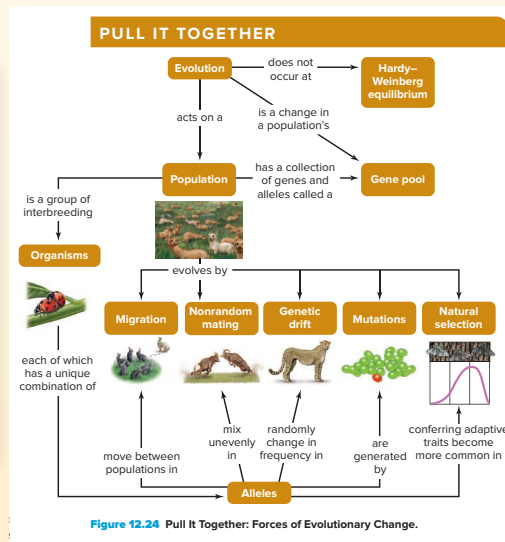 PULL IT TOGETHER
Evolution
does not
occur at
Hardy–
Weinberg
equilibrium
acts on a
is a change in
a population's
Population
has a collection
of genes and
alleles called a
Gene pool
is a group of
interbreeding
Organisms
evolves by
Migration
Nonrandom
mating
Genetic
drift
Mutations
Natural
selection
each of which
has a unique
combination of
move between
populations in
mix
unevenly
in
randomly
change in
frequency in
are
generated
by
conferring adaptive
traits become
more common in
Alleles
Figure 12.24 Pull It Together: Forces of Evolutionary Change.